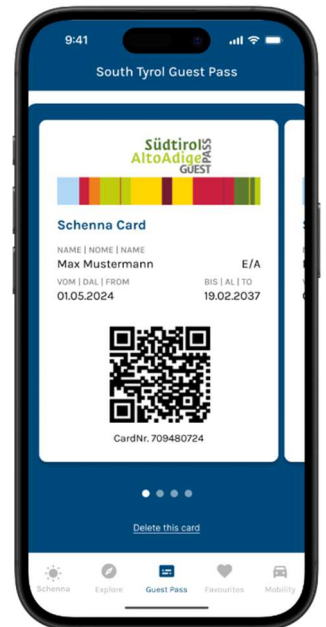 9:41
South Tyrol Guest Pass
Südtirol
AltoAdige
GUESTPASS
Schenna Card
NAME | NOME | NAME
Max Mustermann E/A
VOM | DAL | FROM BIS | AL | TO
01.05.2024 19.02.2037
CardNr. 709480724
Delete this card
Schenna Explore Guest Pass Favourites Mobility